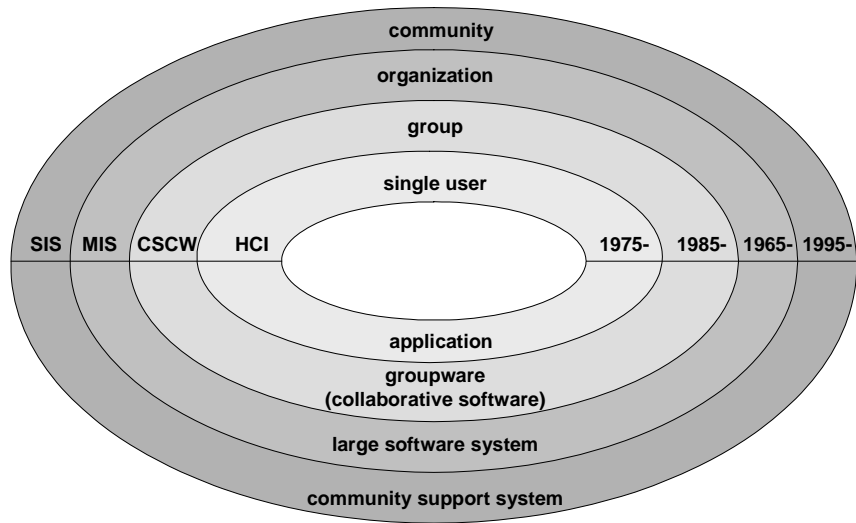 community
organization
group
single user
SIS MIS CSCW HCI 1975- 1985- 1965- 1995-
application
groupware
(collaborative software)
large software system
community support system